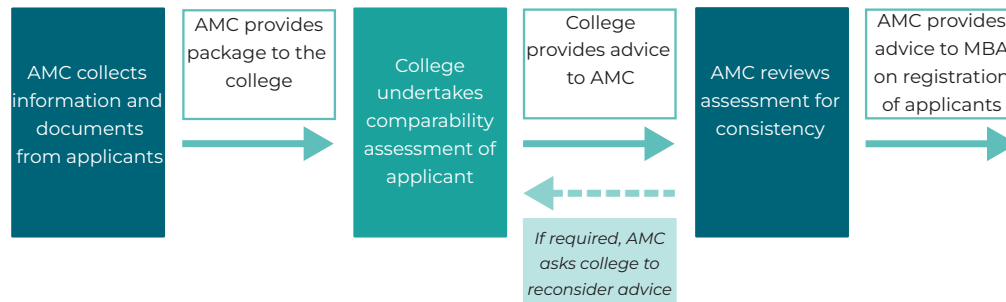 AMC collects
information and
documents
from applicants
AMC provides
package to the
college
College
undertakes
comparability
assessment of
applicant
College
provides advice
to AMC
If required, AMC
asks college to
reconsider advice
AMC reviews
assessment for
consistency
AMC provides
advice to MBA
on registration
of applicants